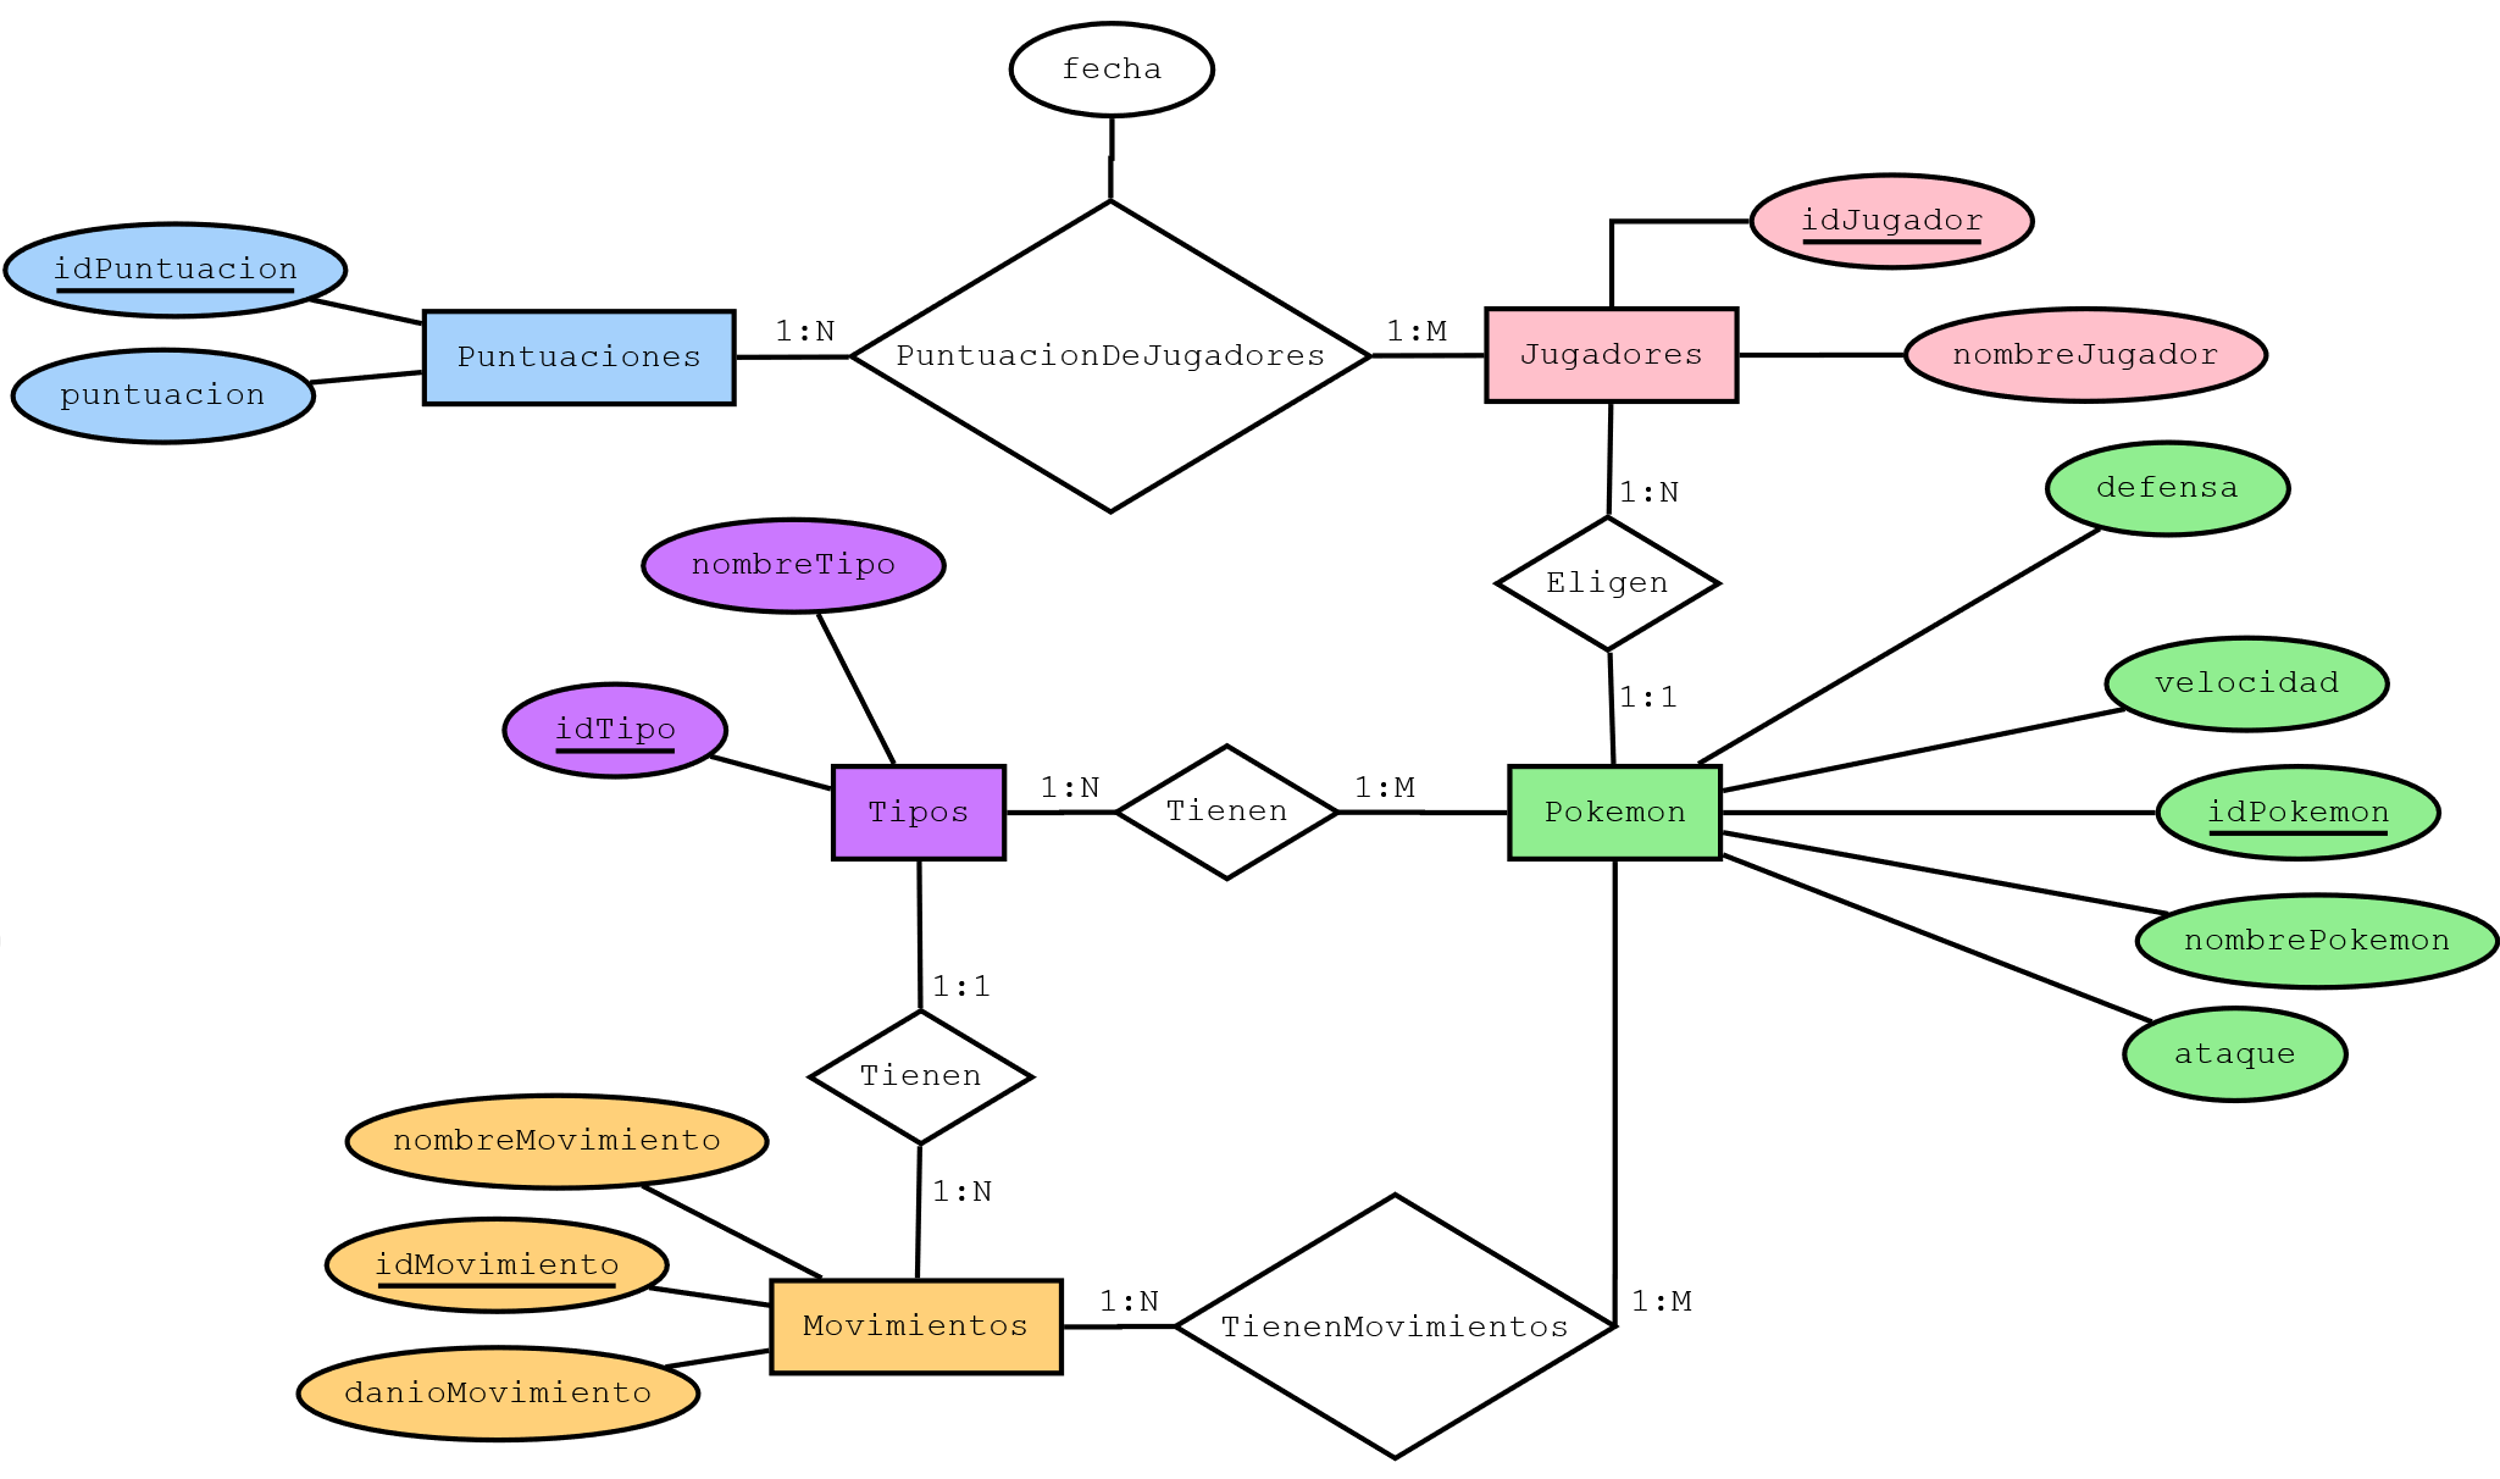 fecha
idJugador
idPuntuacion
1:N
1:M
Puntuaciones
PuntuacionDeJugadores
Jugadores
nombreJugador
puntuacion
defensa
1:N
nombreTipo
Eligen
velocidad
1:1
idTipo
1:N
1:M
Tipos
Tienen
Pokemon
idPokemon
nombrePokemon
1:1
ataque
Tienen
nombreMovimiento
1:N
idMovimiento
1:N
1:M
Movimientos
TienenMovimientos
danioMovimiento